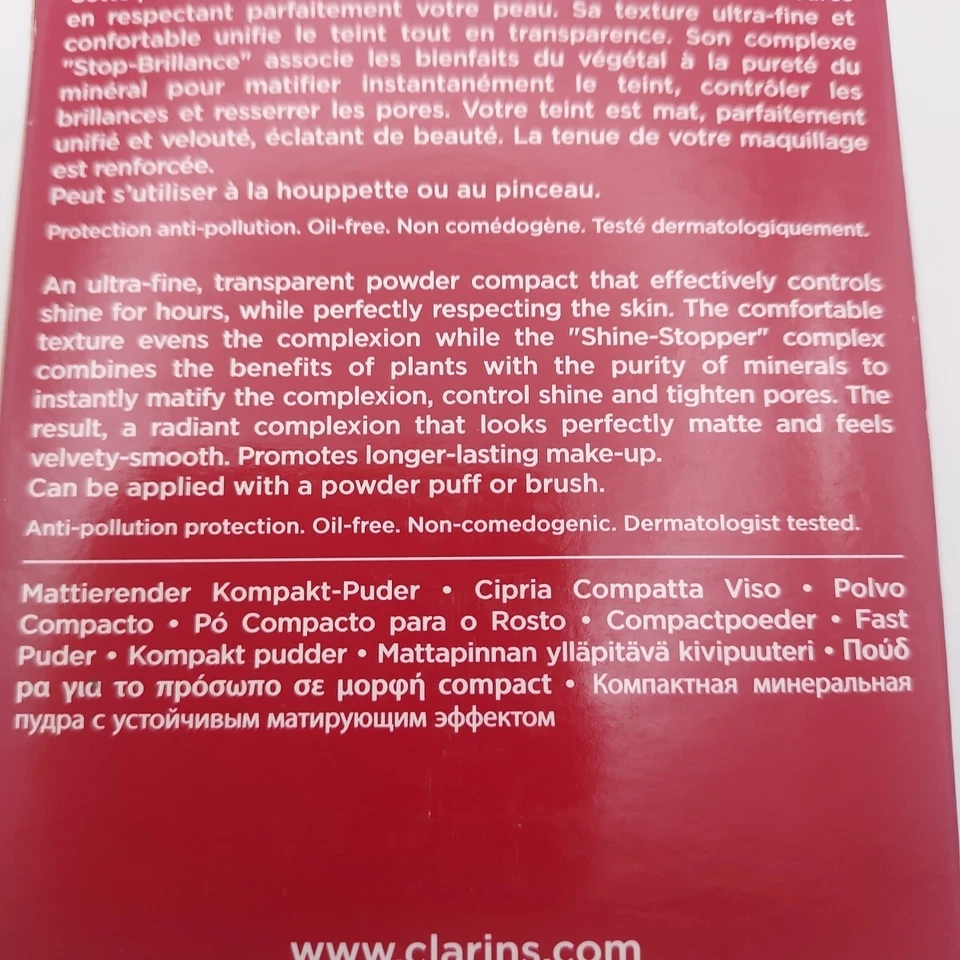 en respectant parfaitement votre peau. Sa texture ultra-fine et
confortable unifie le teint tout en transparence. Son complexe
"Stop-Brillance" associe les bienfaits du végétal à la pureté du
minéral pour matifier instantanément le teint, contrôler les
brillances et resserrer les pores. Votre teint est mat, parfaitement
unifié et velouté, éclatant de beauté. La tenue de votre maquillage
est renforcée.
Peut s'utiliser à la houppette ou au pinceau.
Protection anti-pollution. Oil-free. Non comédogène. Testé dermatologiquement.
An ultra-fine, transparent powder compact that effectively controls
shine for hours, while perfectly respecting the skin. The comfortable
texture evens the complexion while the "Shine-Stopper" complex
combines the benefits of plants with the purity of minerals to
instantly matify the complexion, control shine and tighten pores. The
result, a radiant complexion that looks perfectly matte and feels
velvety-smooth. Promotes longer-lasting make-up.
Can be applied with a powder puff or brush.
Anti-pollution protection. Oil-free. Non-comedogenic. Dermatologist tested.
Mattierender Kompakt-Puder • Cipria Compatta Viso • Polvo
Compacto • Pó Compacto para o Rosto • Compactpoeder • Fast
Puder • Kompakt pudder • Mattapinnan ylläpitävä kivipuuteri • Πούδ
ρα για το πρόσωπο σε μορφή compact • Компактная минеральная
пудра с устойчивым матирующим эффектом
www.clarins.com